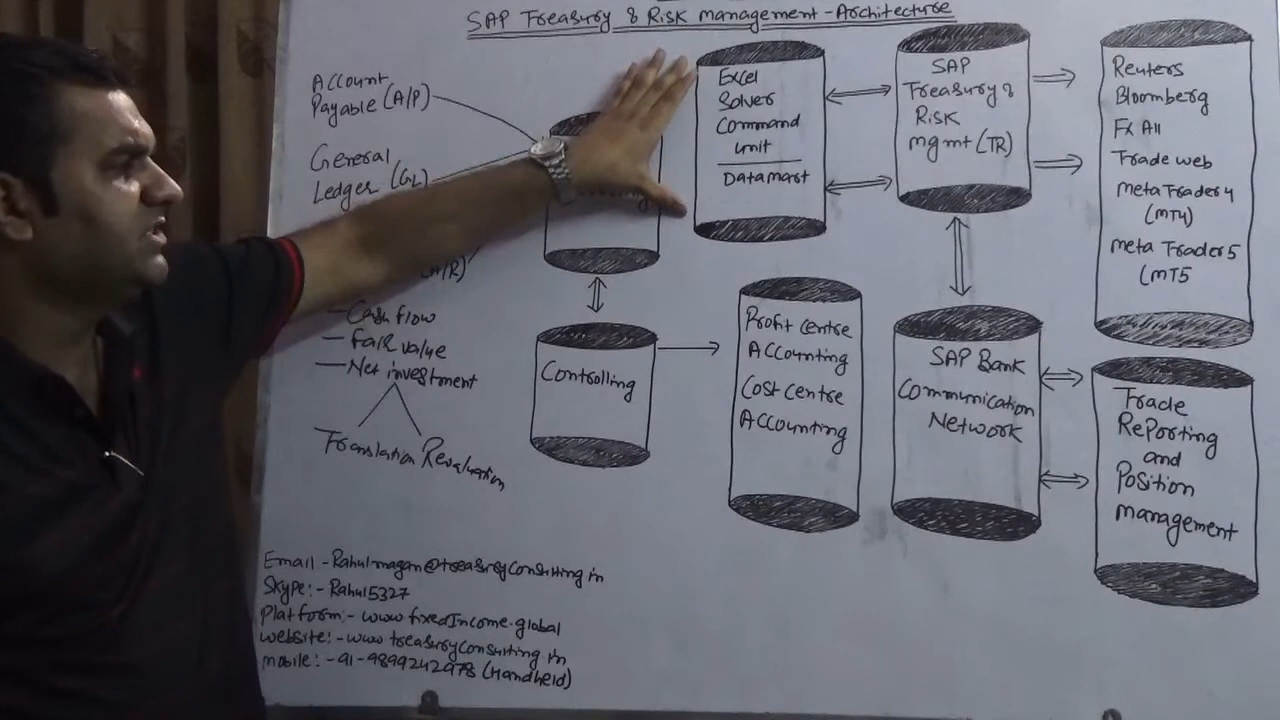 SAP Treasury & Risk Management - Architecture
Account
Payable (A/P)
General
Ledger (GL)
(A/R)
- Cash flow
- Fair value
- Net investment
Translation Revaluation
Controlling
Excel
Solver
Command
unit
Datamart
Profit Centre
Accounting
Cost Centre
Accounting
SAP
Treasury &
Risk
mgmt (TR)
SAP Bank
Communication
Network
Reuters
Bloomberg
Fx All
Trade web
Meta Trader 4
(MT4)
meta Trader 5
(MT5
Trade
Reporting
and
Position
management
Email :- Rahulmagan@treasuryconsulting.in
Skype:- Rahul5327
Platform:- www.fixedIncome.global
website:- www.treasuryconsulting.in
mobile:- 91-9899242978 (Handheld)